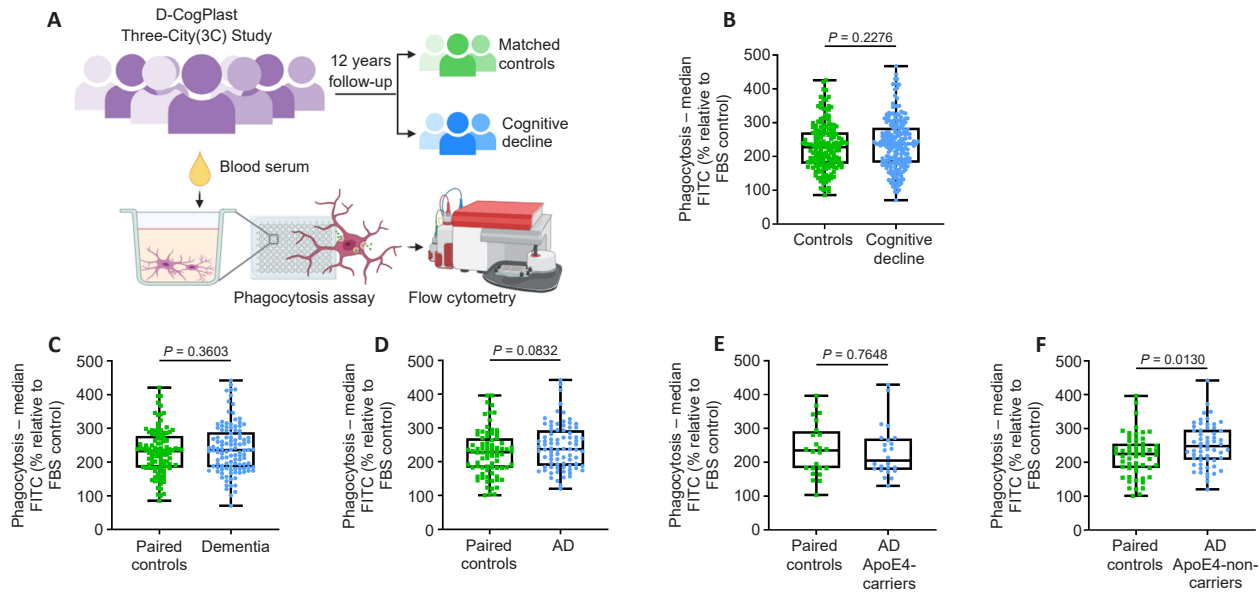 A
D-CogPlast
Three-City(3C) Study
12 years
follow-up
Matched
controls
Cognitive
decline
Blood serum
Phagocytosis assay
Flow cytometry
B
P = 0.2276
Phagocytosis – median
FITC (% relative to
FBS control)
500
400
300
200
100
0
Controls
Cognitive
decline
C
P = 0.3603
Phagocytosis – median
FITC (% relative to
FBS control)
500
400
300
200
100
0
Paired
controls
Dementia
D
P = 0.0832
Phagocytosis – median
FITC (% relative to
FBS control)
500
400
300
200
100
0
Paired
controls
AD
E
P = 0.7648
Phagocytosis – median
FITC (% relative to
FBS control)
500
400
300
200
100
0
Paired
controls
AD
ApoE4-
carriers
F
P = 0.0130
Phagocytosis – median
FITC (% relative to
FBS control)
500
400
300
200
100
0
Paired
controls
AD
ApoE4-non-
carriers